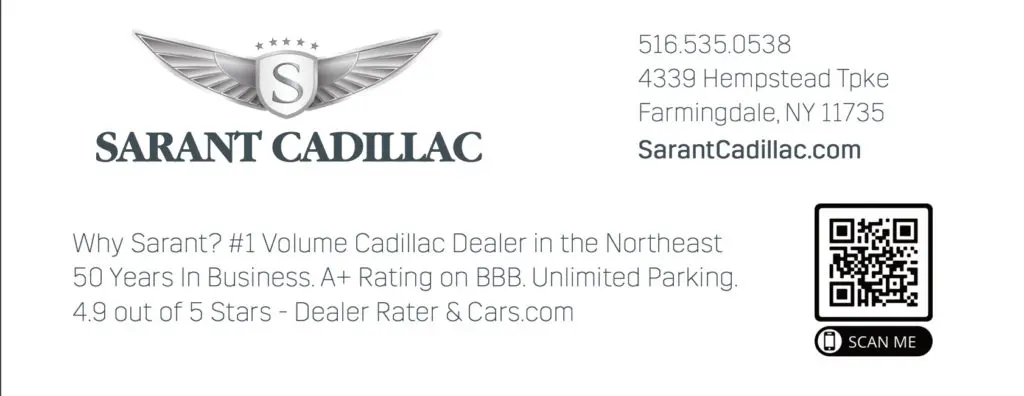 S
SARANT CADILLAC
516.535.0538
4339 Hempstead Tpke
Farmingdale, NY 11735
SarantCadillac.com
Why Sarant? #1 Volume Cadillac Dealer in the Northeast
50 Years In Business. A+ Rating on BBB. Unlimited Parking.
4.9 out of 5 Stars - Dealer Rater & Cars.com
SCAN ME